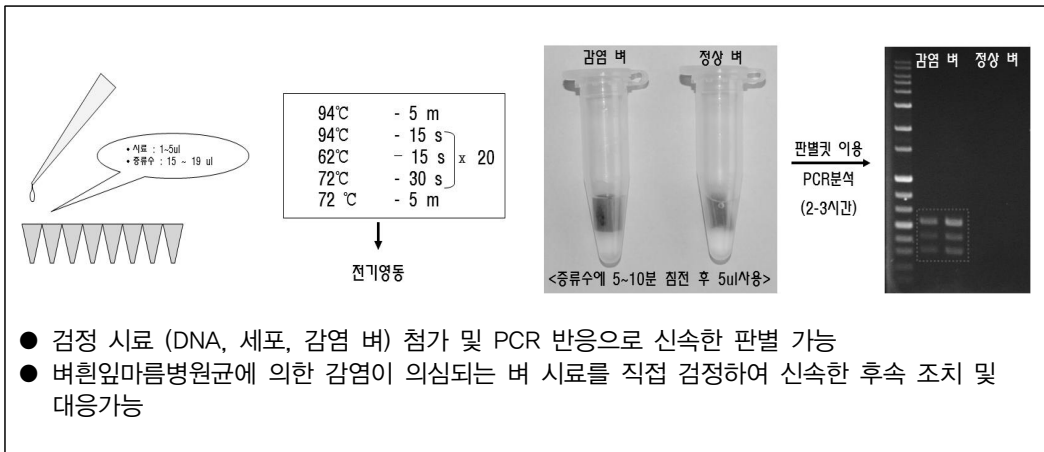 • 시료 : 1~5ul
• 증류수 : 15 ~ 19 ul
94℃ - 5 m
94℃ - 15 s
62℃ - 15 s x 20
72℃ - 30 s
72 ℃ - 5 m
전기영동
감염 벼 정상 벼
<증류수에 5~10분 침전 후 5ul사용>
판별킷 이용
PCR분석
(2-3시간)
감염 벼 정상 벼
● 검정 시료 (DNA, 세포, 감염 벼) 첨가 및 PCR 반응으로 신속한 판별 가능
● 벼흰잎마름병원균에 의한 감염이 의심되는 벼 시료를 직접 검정하여 신속한 후속 조치 및
대응가능